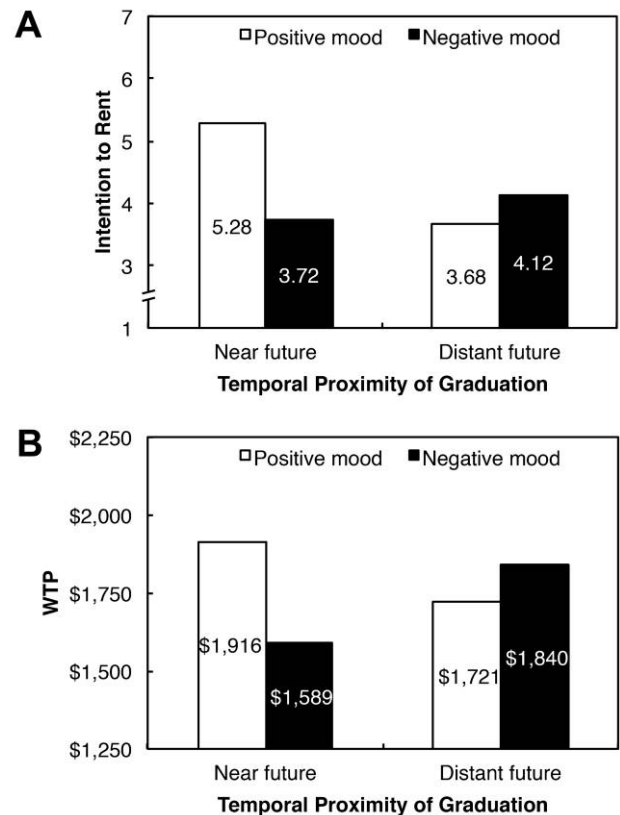 A
7
Positive mood Negative mood
6
5
4
3
1
Intention to Rent
5.28
3.72
3.68
4.12
Near future Distant future
Temporal Proximity of Graduation
B
$2,250
Positive mood Negative mood
$2,000
$1,750
$1,500
$1,250
WTP
$1,916
$1,589
$1,721
$1,840
Near future Distant future
Temporal Proximity of Graduation